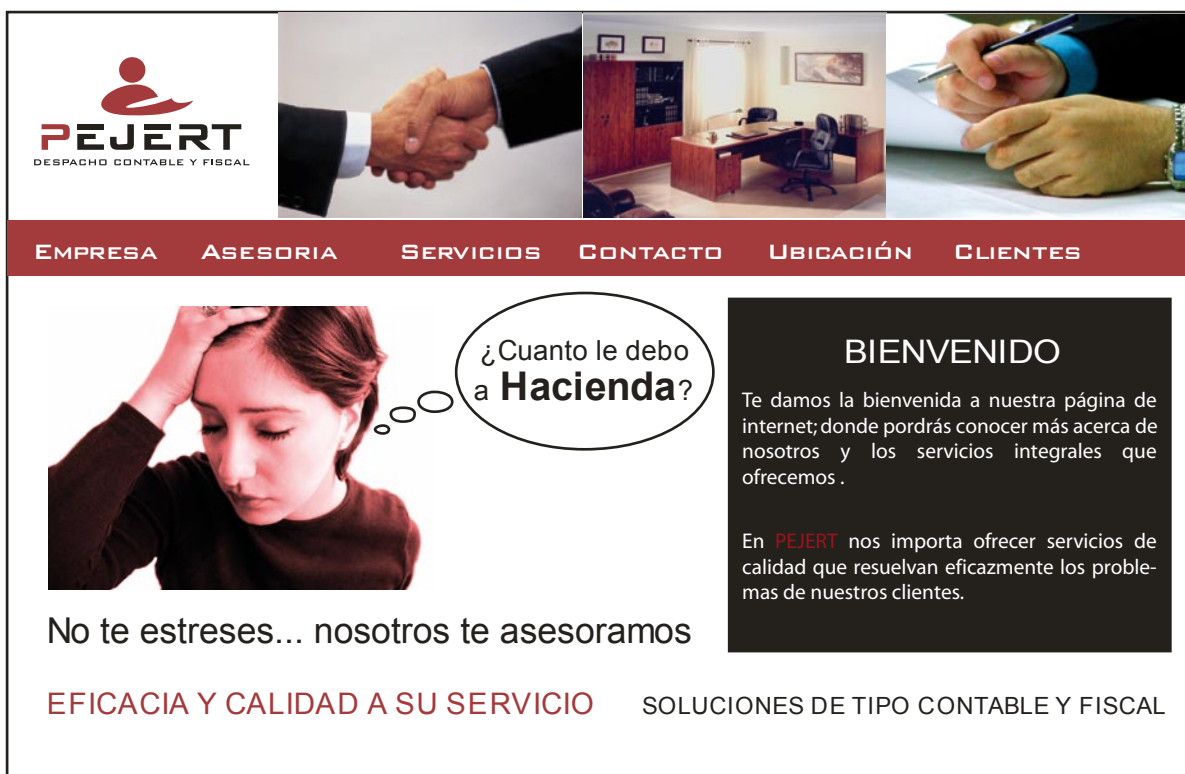 PEJERT
DESPACHO CONTABLE Y FISCAL
EMPRESA ASESORIA SERVICIOS CONTACTO UBICACIÓN CLIENTES
¿Cuanto le debo
a Hacienda?
BIENVENIDO
Te damos la bienvenida a nuestra página de
internet; donde pordrás conocer más acerca de
nosotros y los servicios integrales que
ofrecemos .
En PEJERT nos importa ofrecer servicios de
calidad que resuelvan eficazmente los proble-
mas de nuestros clientes.
No te estreses... nosotros te asesoramos
EFICACIA Y CALIDAD A SU SERVICIO
SOLUCIONES DE TIPO CONTABLE Y FISCAL